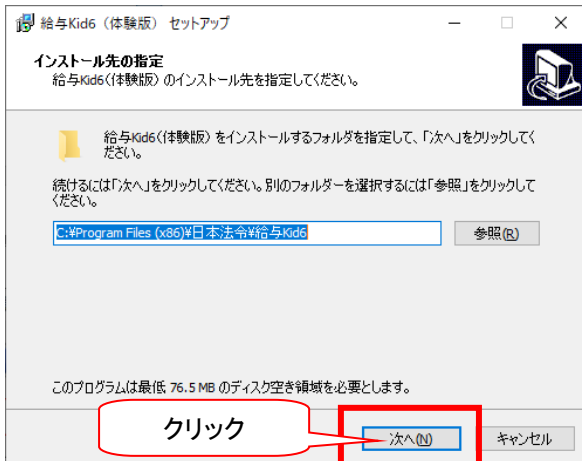 給与Kid6（体験版） セットアップ
インストール先の指定
給与Kid6(体験版) のインストール先を指定してください。
給与Kid6(体験版) をインストールするフォルダを指定して、「次へ」をクリックしてく
ださい。
続けるには「次へ」をクリックしてください。別のフォルダーを選択するには「参照」をクリックして
ください。
C:¥Program Files (x86)¥日本法令¥給与Kid6
参照(R)
このプログラムは最低 76.5 MB のディスク空き領域を必要とします。
クリック
次へ(N)
キャンセル